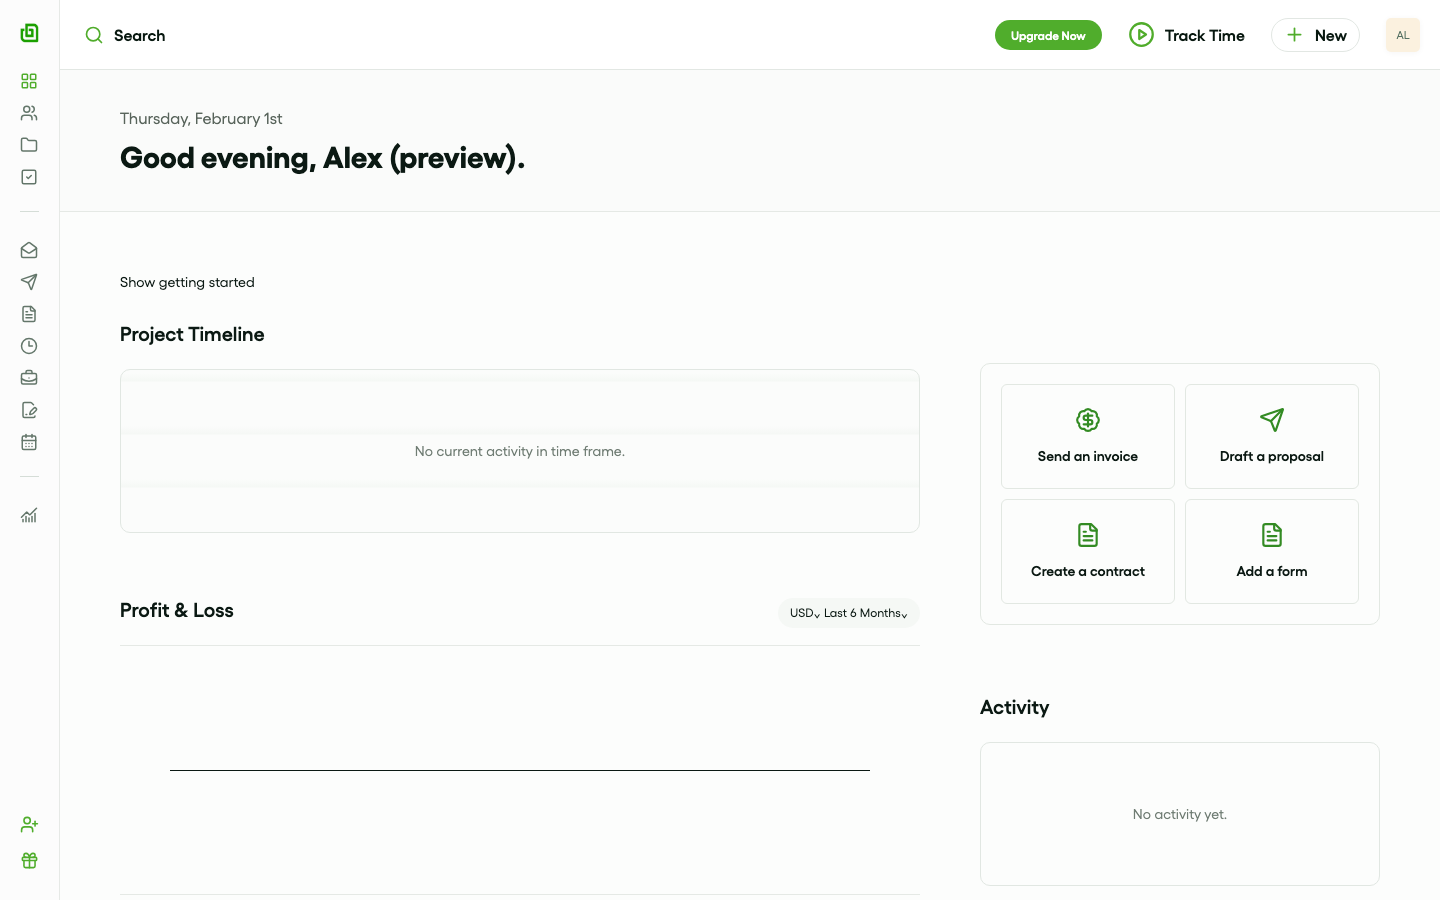 Search
Upgrade Now
Track Time
New
AL
Thursday, February 1st
Good evening, Alex (preview).
Show getting started
Project Timeline
No current activity in time frame.
Send an invoice
Draft a proposal
Create a contract
Add a form
Profit & Loss
USD Last 6 Months
Activity
No activity yet.